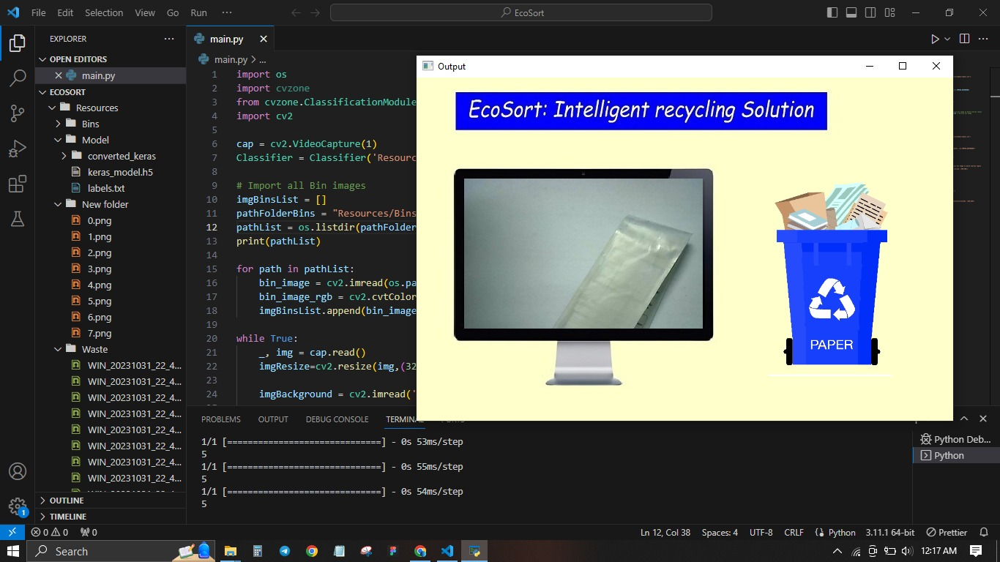 File Edit Selection View Go Run ···
EcoSort
EXPLORER
OPEN EDITORS
main.py
ECOSORT
Resources
Bins
Model
converted_keras
keras_model.h5
labels.txt
New folder
0.png
1.png
2.png
3.png
4.png
5.png
6.png
7.png
Waste
WIN_20231031_22_4...
WIN_20231031_22_4...
WIN_20231031_22_4...
WIN_20231031_22_4...
WIN_20231031_22_4...
WIN_20231031_22_4...
WIN_20231031_22_4...
WIN_20231031_22_4...
OUTLINE
TIMELINE
main.py
main.py > ...
1 import os
2 import cvzone
3 from cvzone.ClassificationModule
4 import cv2
5
6 cap = cv2.VideoCapture(1)
7 Classifier = Classifier('Resourc
8
9 # Import all Bin images
10 imgBinsList = []
11 pathFolderBins = "Resources/Bins
12 pathList = os.listdir(pathFolder
13 print(pathList)
14
15 for path in pathList:
16 bin_image = cv2.imread(os.pa
17 bin_image_rgb = cv2.cvtColor
18 imgBinsList.append(bin_image
19
20 while True:
21 _, img = cap.read()
22 imgResize=cv2.resize(img,(32
23
24 imgBackground = cv2.imread('
Output
EcoSort: Intelligent recycling Solution
PAPER
PROBLEMS OUTPUT DEBUG CONSOLE TERMINAL
1/1 [==============================] - 0s 53ms/step
5
1/1 [==============================] - 0s 55ms/step
5
1/1 [==============================] - 0s 54ms/step
5
Python Deb...
Python
1
0 0 0
Ln 12, Col 38 Spaces: 4 UTF-8 CRLF Python 3.11.1 64-bit Prettier
Search
12:17 AM